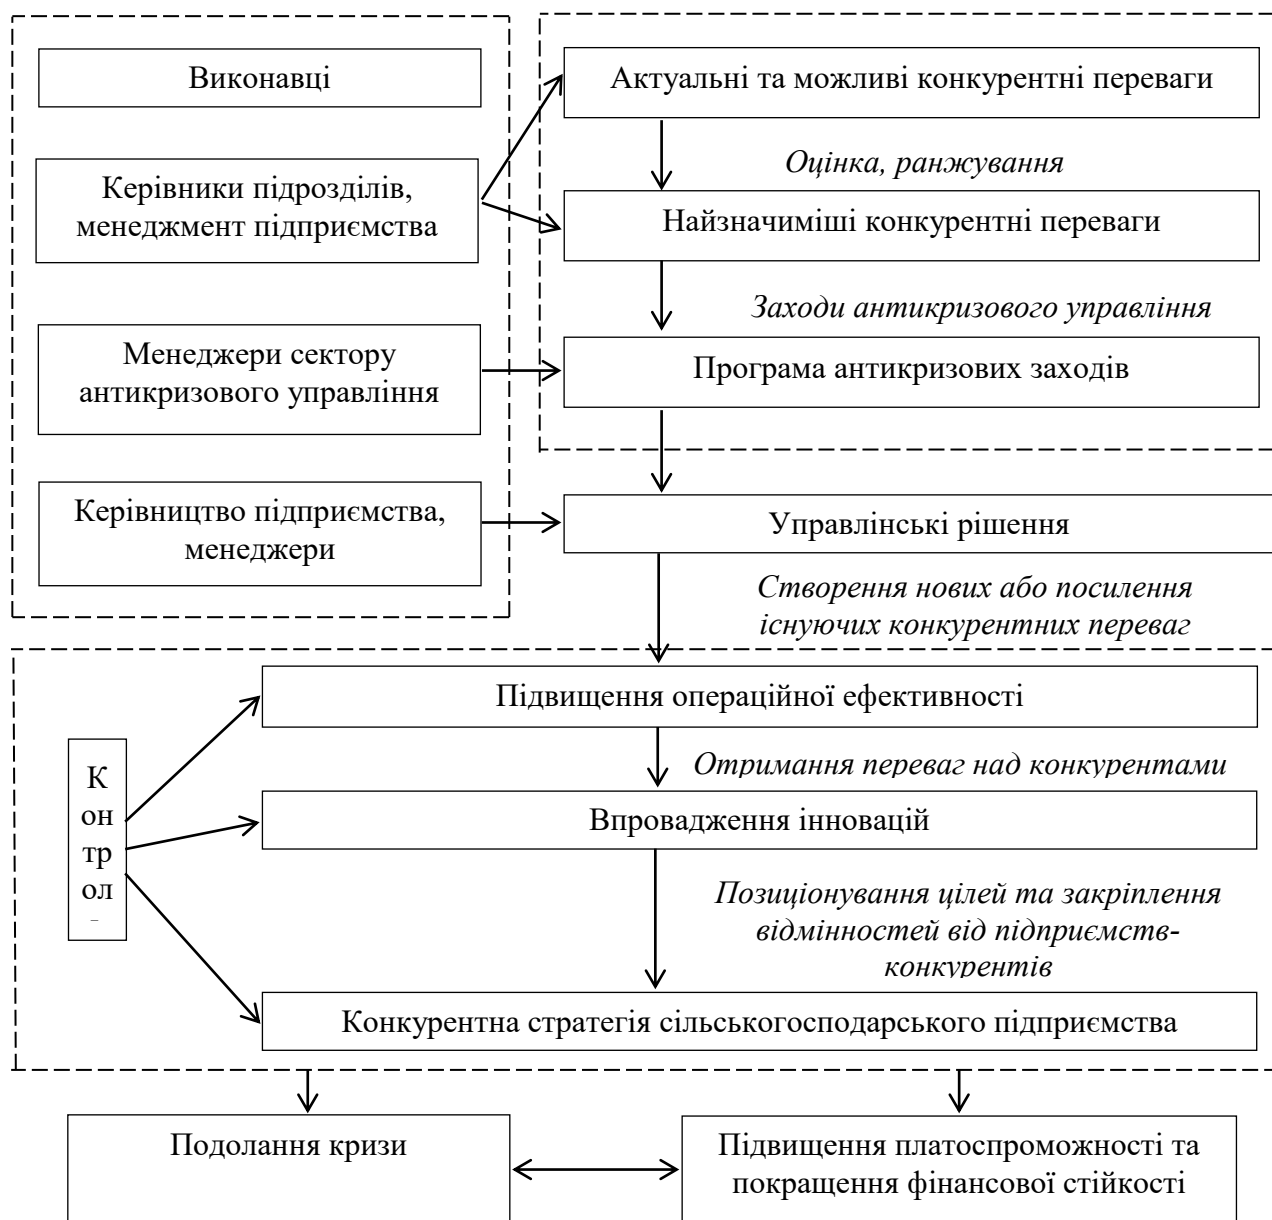 Виконавці
Керівники підрозділів,
менеджмент підприємства
Менеджери сектору
антикризового управління
Керівництво підприємства,
менеджери
Актуальні та можливі конкурентні переваги
Оцінка, ранжування
Найзначиміші конкурентні переваги
Заходи антикризового управління
Програма антикризових заходів
Управлінські рішення
Створення нових або посилення
існуючих конкурентних переваг
К
он
тр
ол
Підвищення операційної ефективності
Отримання переваг над конкурентами
Впровадження інновацій
Позиціонування цілей та закріплення
відмінностей від підприємств-
конкурентів
Конкурентна стратегія сільськогосподарського підприємства
Подолання кризи
Підвищення платоспроможності та
покращення фінансової стійкості